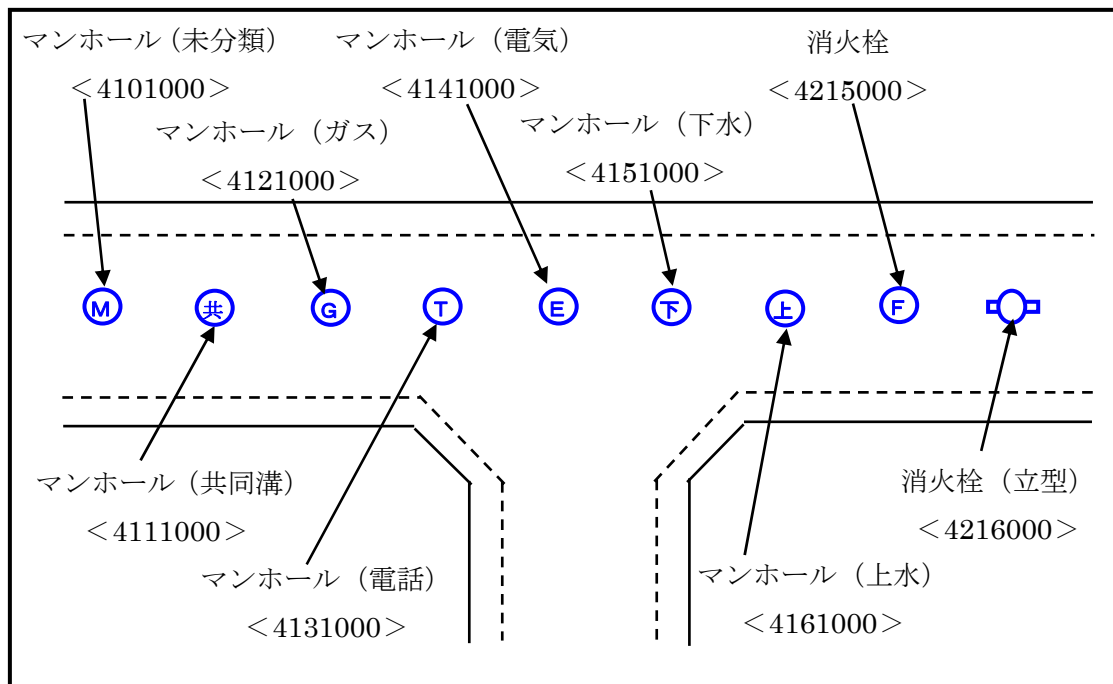 マンホール（未分類）
＜4101000＞
マンホール（電気）
＜4141000＞
消火栓
＜4215000＞
マンホール（ガス）
＜4121000＞
マンホール（下水）
＜4151000＞
M 共 G T E 下 上 F
マンホール（共同溝）
＜4111000＞
消火栓（立型）
＜4216000＞
マンホール（電話）
＜4131000＞
マンホール（上水）
＜4161000＞